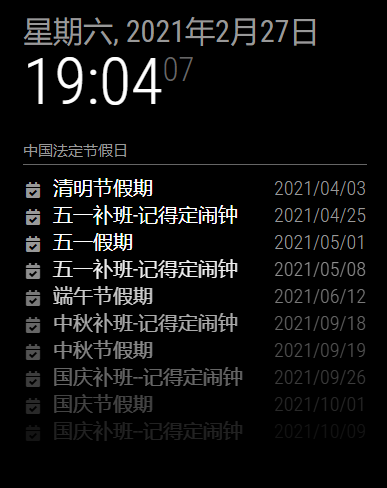 星期六, 2021年2月27日
19:04 07
中国法定节假日
清明节假期 2021/04/03
五一补班-记得定闹钟 2021/04/25
五一假期 2021/05/01
五一补班-记得定闹钟 2021/05/08
端午节假期 2021/06/12
中秋补班-记得定闹钟 2021/09/18
中秋节假期 2021/09/19
国庆补班--记得定闹钟 2021/09/26
国庆节假期 2021/10/01
国庆补班--记得定闹钟 2021/10/09